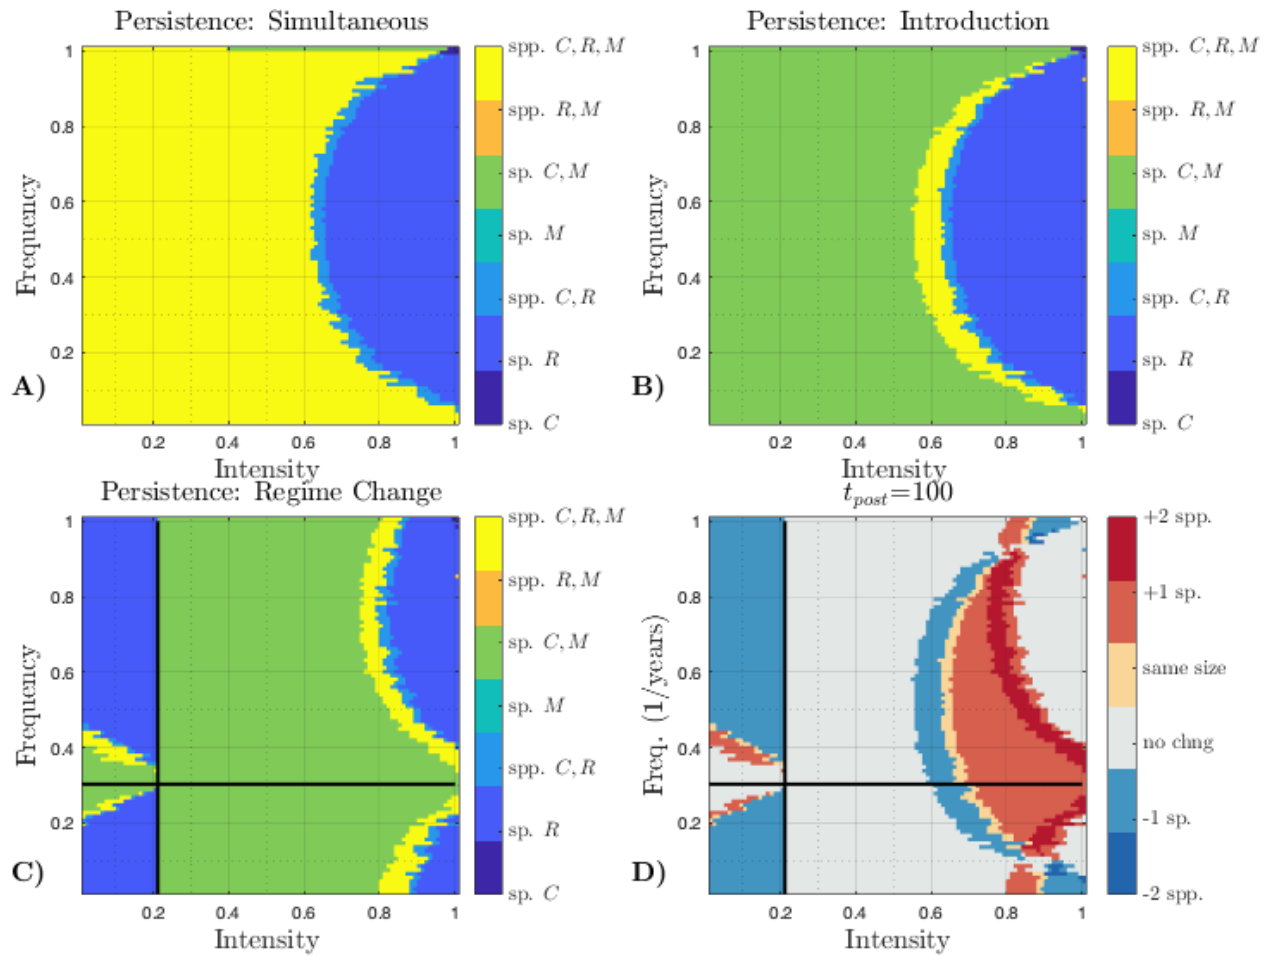 Persistence: Simultaneous
1
0.8
0.6
0.4
0.2
Frequency
0.2 0.4 0.6 0.8 1
Intensity
spp. C, R, M
spp. R, M
sp. C, M
sp. M
spp. C, R
sp. R
sp. C
A)
Persistence: Introduction
1
0.8
0.6
0.4
0.2
Frequency
0.2 0.4 0.6 0.8 1
Intensity
spp. C, R, M
spp. R, M
sp. C, M
sp. M
spp. C, R
sp. R
sp. C
B)
Persistence: Regime Change
1
0.8
0.6
0.4
0.2
Frequency
0.2 0.4 0.6 0.8 1
Intensity
spp. C, R, M
spp. R, M
sp. C, M
sp. M
spp. C, R
sp. R
sp. C
C)
tpost=100
1
0.8
0.6
0.4
0.2
Freq. (1/years)
0.2 0.4 0.6 0.8 1
Intensity
+2 spp.
+1 sp.
same size
no chng
-1 sp.
-2 spp.
D)